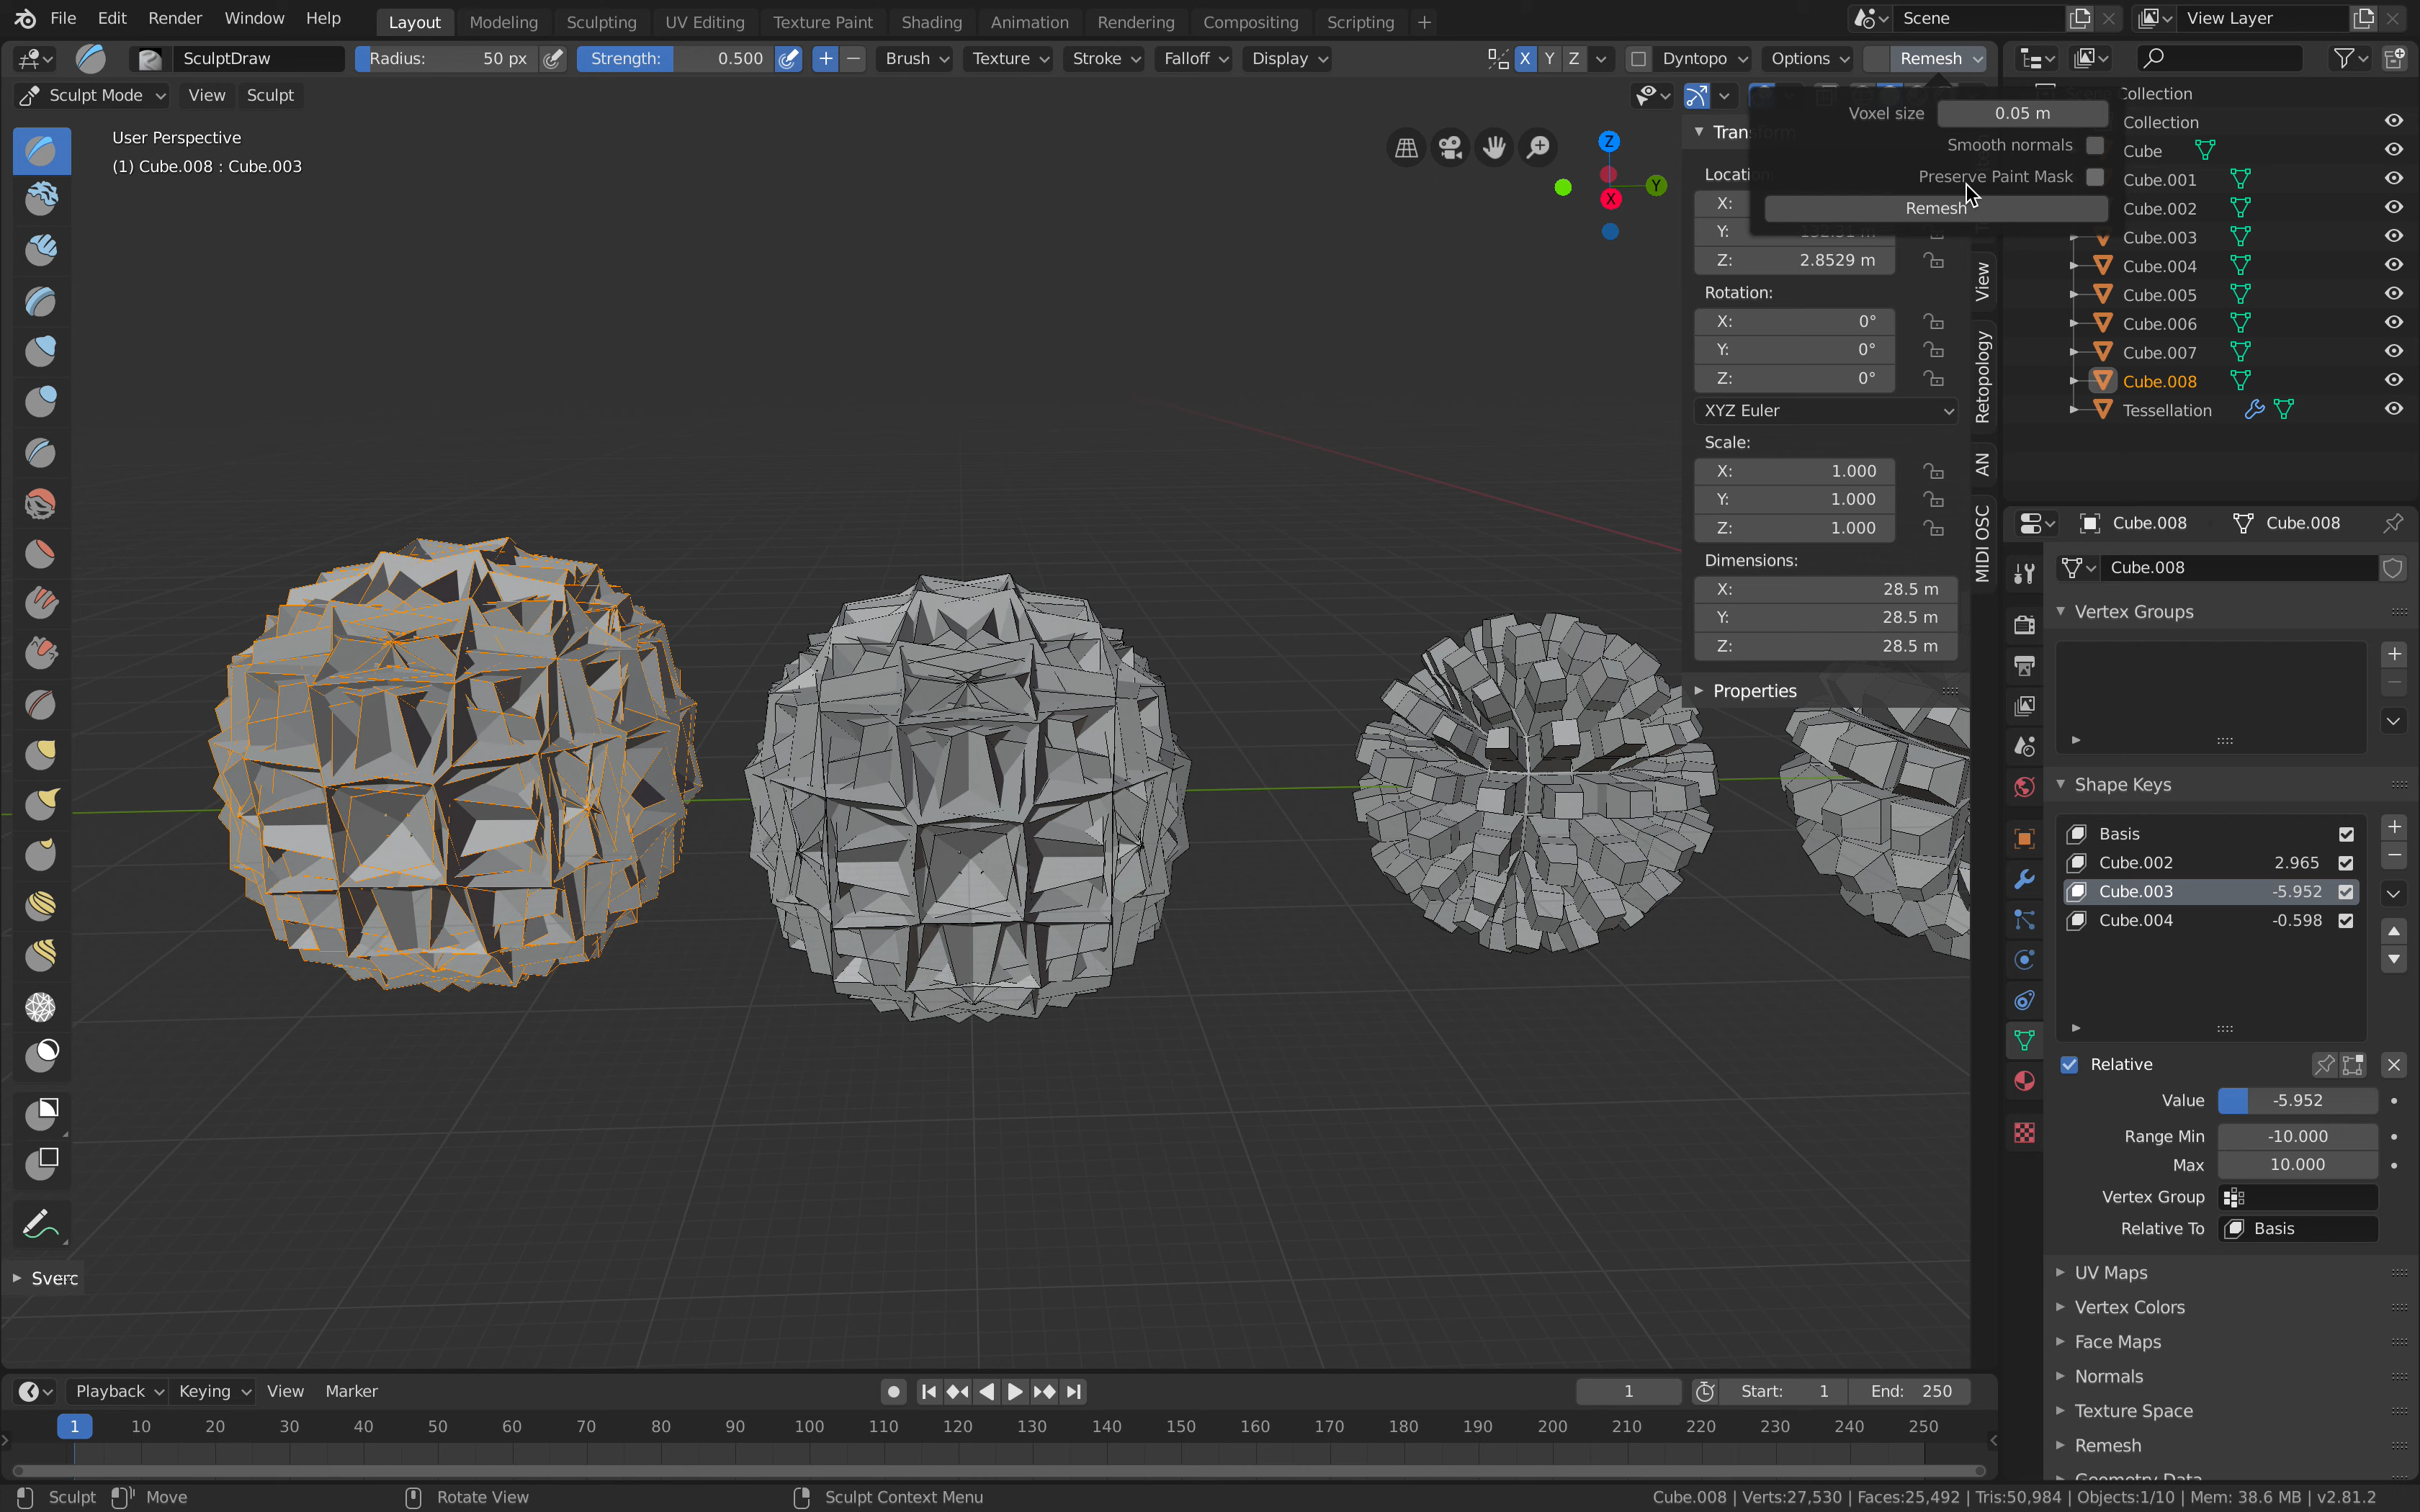 File Edit Render Window Help Layout Modeling Sculpting UV Editing Texture Paint Shading Animation Rendering Compositing Scripting + Scene View Layer
SculptDraw Radius: 50 px Strength: 0.500 Brush Texture Stroke Falloff Display X Y Z Dyntopo Options Remesh
Sculpt Mode View Sculpt
User Perspective
(1) Cube.008 : Cube.003
Z
Y
X
Voxel size 0.05 m
Smooth normals
Preserve Paint Mask
Remesh
Transform
Locatio
X:
Y:
Z: 2.8529 m
Rotation:
X: 0°
Y: 0°
Z: 0°
XYZ Euler
Scale:
X: 1.000
Y: 1.000
Z: 1.000
Dimensions:
X: 28.5 m
Y: 28.5 m
Z: 28.5 m
Properties
View
Retopology
AN
MIDI OSC
Collection
Collection
Cube
Cube.001
Cube.002
Cube.003
Cube.004
Cube.005
Cube.006
Cube.007
Cube.008
Tessellation
Cube.008 Cube.008
Cube.008
Vertex Groups
Shape Keys
Basis
Cube.002 2.965
Cube.003 -5.952
Cube.004 -0.598
Relative
Value -5.952
Range Min -10.000
Max 10.000
Vertex Group
Relative To Basis
UV Maps
Vertex Colors
Face Maps
Normals
Texture Space
Remesh
Geometry Data
Sverc
Playback Keying View Marker 1 Start: 1 End: 250
1 10 20 30 40 50 60 70 80 90 100 110 120 130 140 150 160 170 180 190 200 210 220 230 240 250
Sculpt Move Rotate View Sculpt Context Menu Cube.008 | Verts:27,530 | Faces:25,492 | Tris:50,984 | Objects:1/10 | Mem: 38.6 MB | v2.81.2